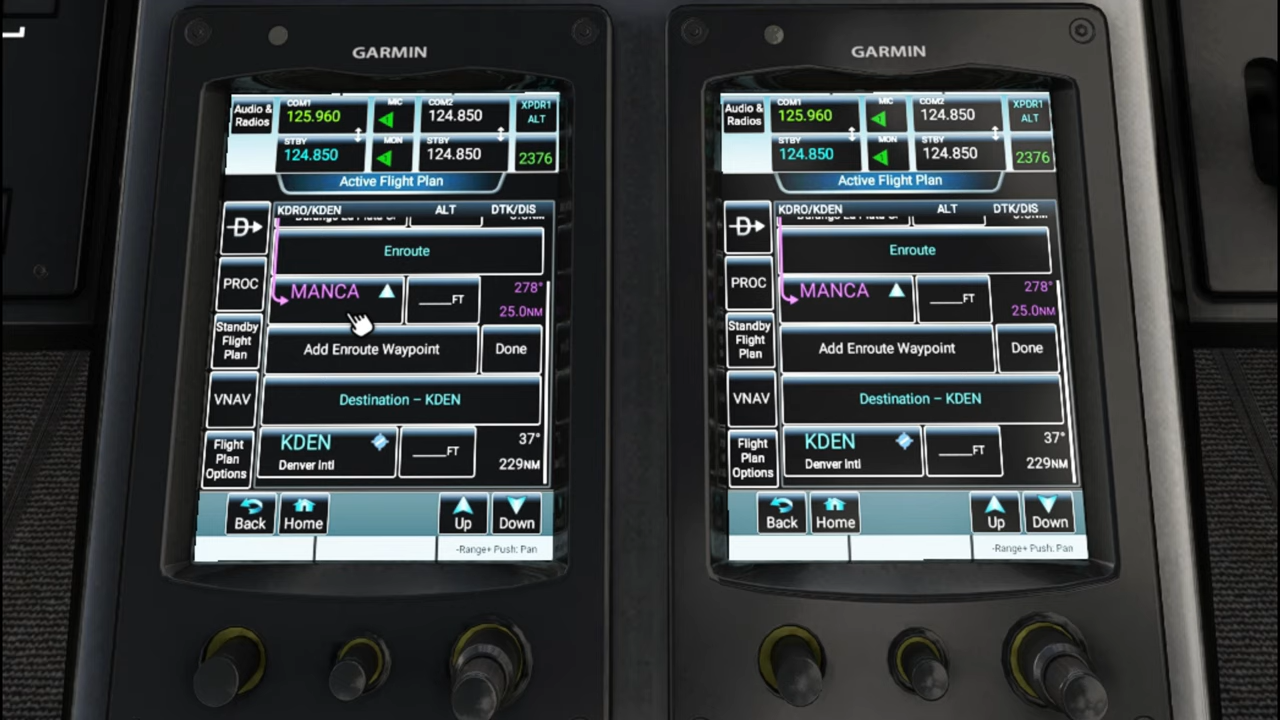 GARMIN
Audio & Radios
COM1
125.960
MIC
COM2
124.850
XPDR1
ALT
STBY
124.850
MON
STBY
124.850
2376
Active Flight Plan
KDRO/KDEN ALT DTK/DIS
Enroute
PROC
MANCA
____FT
278°
25.0NM
Standby
Flight
Plan
Add Enroute Waypoint
Done
VNAV
Destination – KDEN
Flight
Plan
Options
KDEN
Denver Intl
____FT
37°
229NM
Back
Home
Up
Down
-Range+ Push: Pan
GARMIN
Audio & Radios
COM1
125.960
MIC
COM2
124.850
XPDR1
ALT
STBY
124.850
MON
STBY
124.850
2376
Active Flight Plan
KDRO/KDEN ALT DTK/DIS
Enroute
PROC
MANCA
____FT
278°
25.0NM
Standby
Flight
Plan
Add Enroute Waypoint
Done
VNAV
Destination – KDEN
Flight
Plan
Options
KDEN
Denver Intl
____FT
37°
229NM
Back
Home
Up
Down
-Range+ Push: Pan